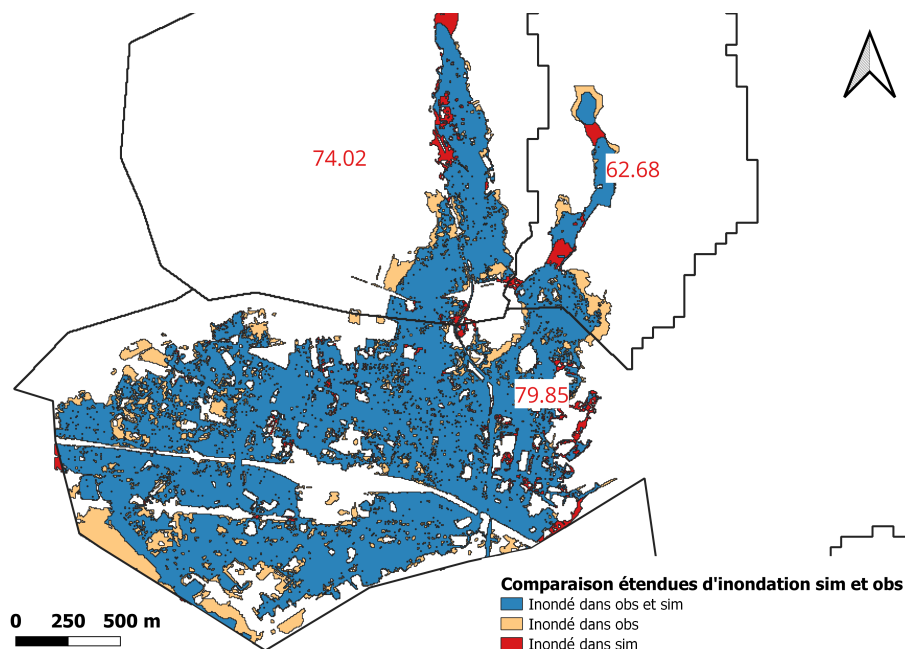 74.02
62.68
79.85
Comparaison étendues d'inondation sim et obs
Inondé dans obs et sim
Inondé dans obs
Inondé dans sim
0 250 500 m